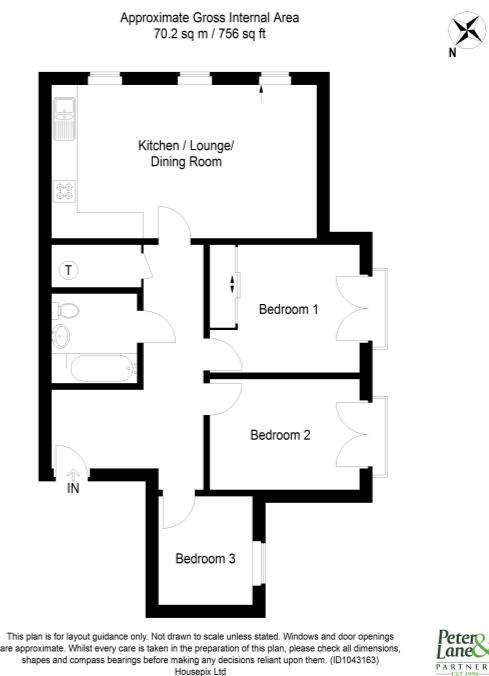 Approximate Gross Internal Area
70.2 sq m / 756 sq ft
N
Kitchen / Lounge/
Dining Room
T
Bedroom 1
Bedroom 2
IN
Bedroom 3
This plan is for layout guidance only. Not drawn to scale unless stated. Windows and door openings
are approximate. Whilst every care is taken in the preparation of this plan, please check all dimensions,
shapes and compass bearings before making any decisions reliant upon them. (ID1043163)
Housepix Ltd
Peter&
Lane
PARTNER
EST 1990